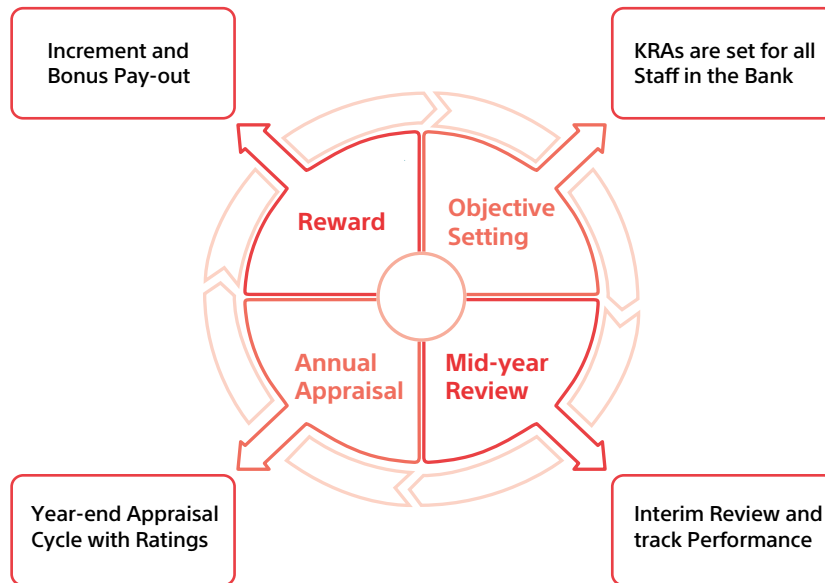 Increment and
Bonus Pay-out
KRAs are set for all
Staff in the Bank
Reward
Objective
Setting
Annual
Appraisal
Mid-year
Review
Year-end Appraisal
Cycle with Ratings
Interim Review and
track Performance